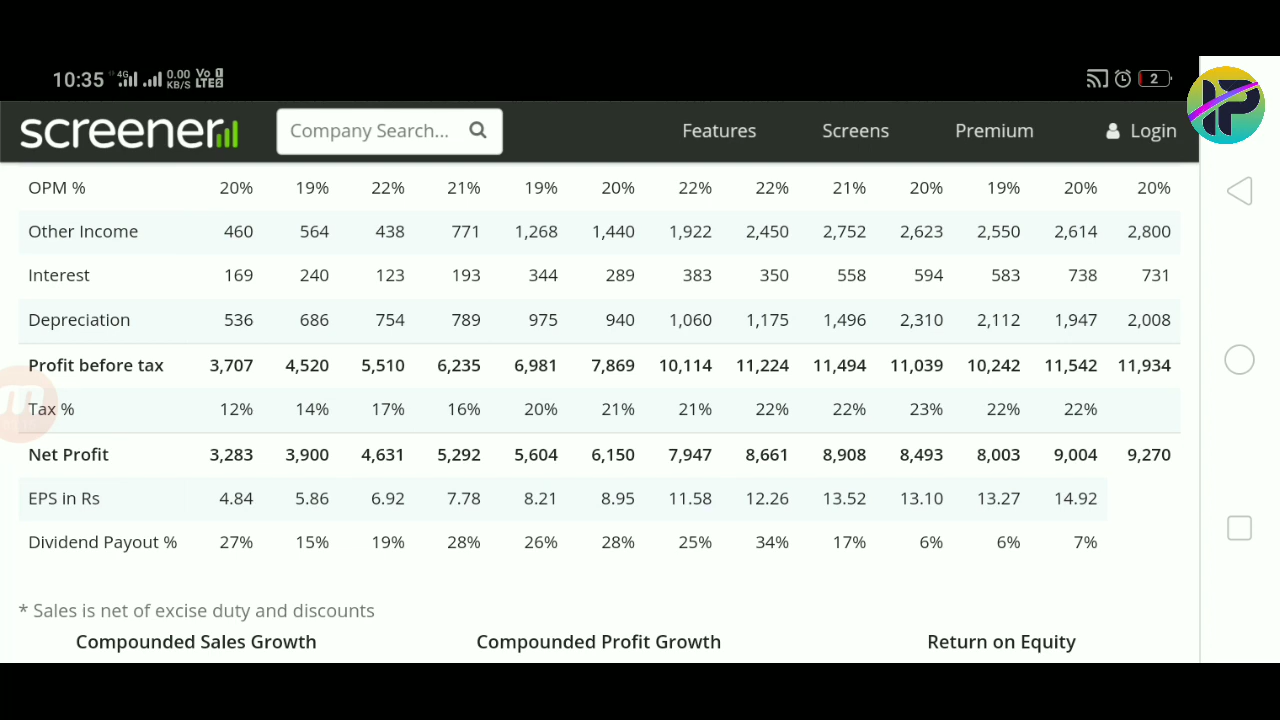 10:35 4G 0.00 KB/S Vo 1 LTE 2 2
IP
screener Company Search... Features Screens Premium Login
OPM % 20% 19% 22% 21% 19% 20% 22% 22% 21% 20% 19% 20% 20%
Other Income 460 564 438 771 1,268 1,440 1,922 2,450 2,752 2,623 2,550 2,614 2,800
Interest 169 240 123 193 344 289 383 350 558 594 583 738 731
Depreciation 536 686 754 789 975 940 1,060 1,175 1,496 2,310 2,112 1,947 2,008
Profit before tax 3,707 4,520 5,510 6,235 6,981 7,869 10,114 11,224 11,494 11,039 10,242 11,542 11,934
Tax % 12% 14% 17% 16% 20% 21% 21% 22% 22% 23% 22% 22%
Net Profit 3,283 3,900 4,631 5,292 5,604 6,150 7,947 8,661 8,908 8,493 8,003 9,004 9,270
EPS in Rs 4.84 5.86 6.92 7.78 8.21 8.95 11.58 12.26 13.52 13.10 13.27 14.92
Dividend Payout % 27% 15% 19% 28% 26% 28% 25% 34% 17% 6% 6% 7%
* Sales is net of excise duty and discounts
Compounded Sales Growth Compounded Profit Growth Return on Equity